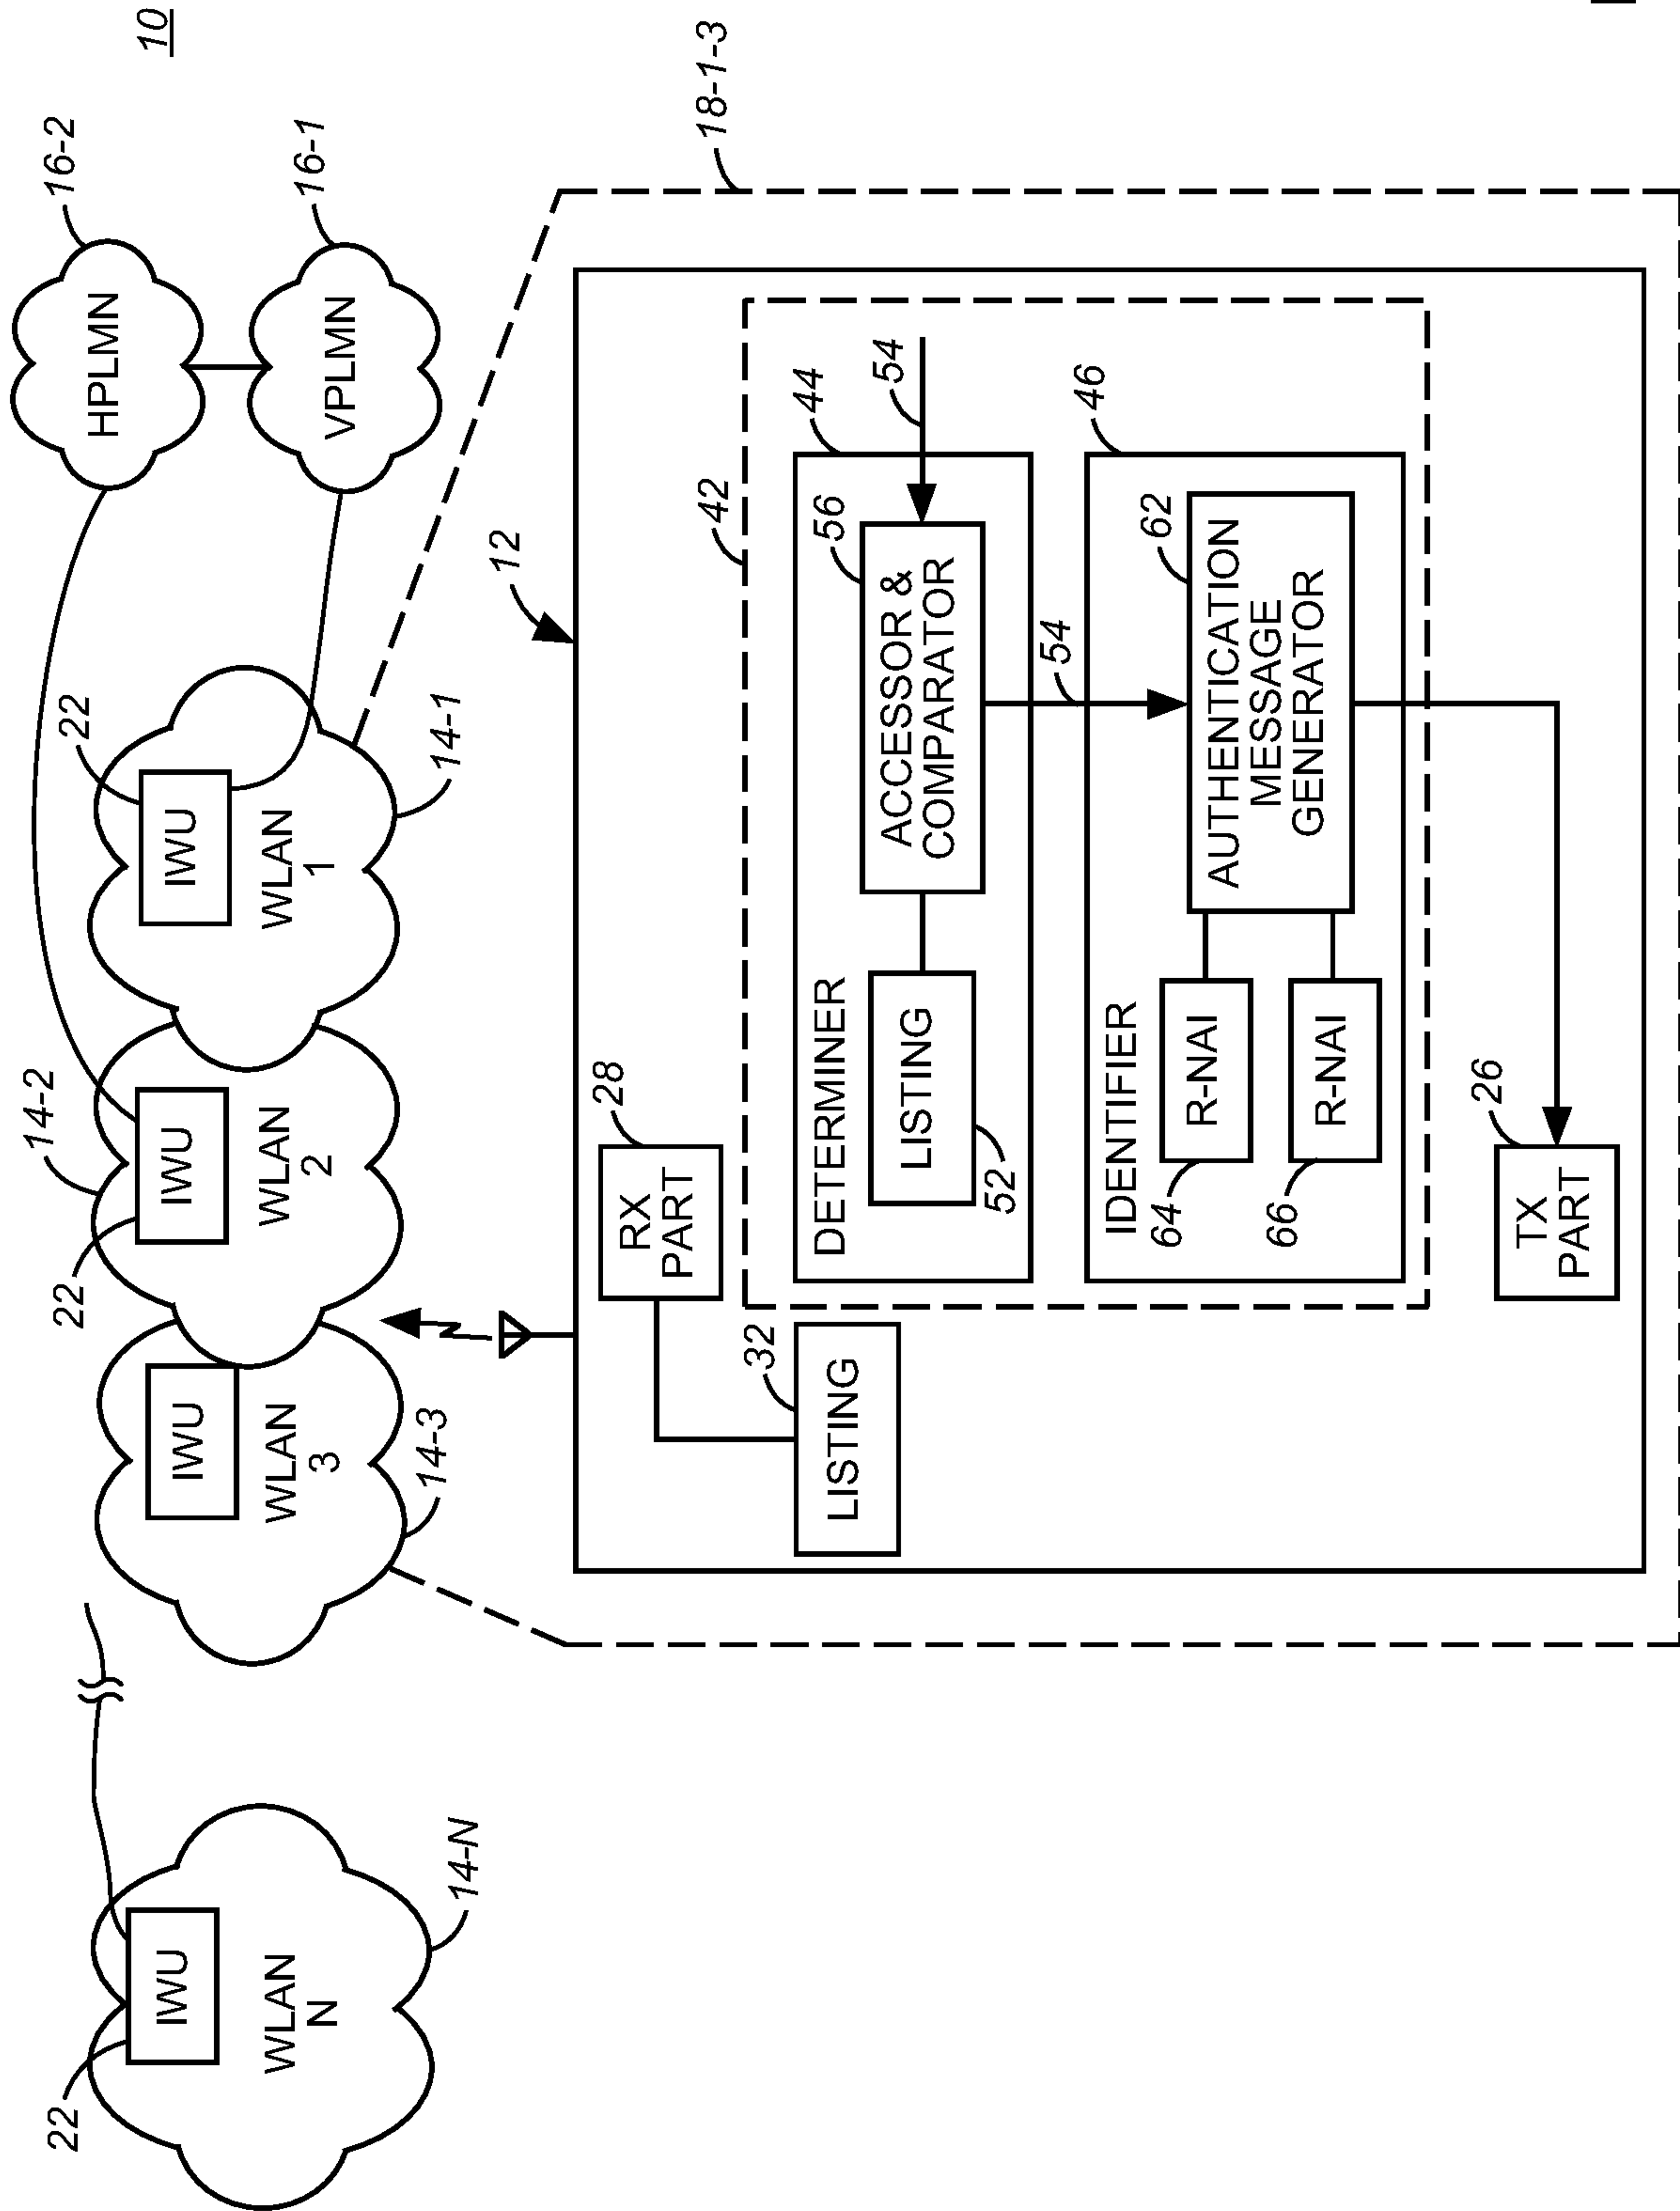 10
16-2
HPLMN
16-1
VPLMN
22
IWU
WLAN
1
14-1
14-2
22
IWU
WLAN
2
IWU
WLAN
3
14-3
22
IWU
WLAN
N
14-N
18-1-3
12
28
RX
PART
32
LISTING
42
44
DETERMINER
LISTING
52
56
ACCESSOR &
COMPARATOR
54
54
46
IDENTIFIER
R-NAI
64
R-NAI
66
62
AUTHENTICATION
MESSAGE
GENERATOR
26
TX
PART